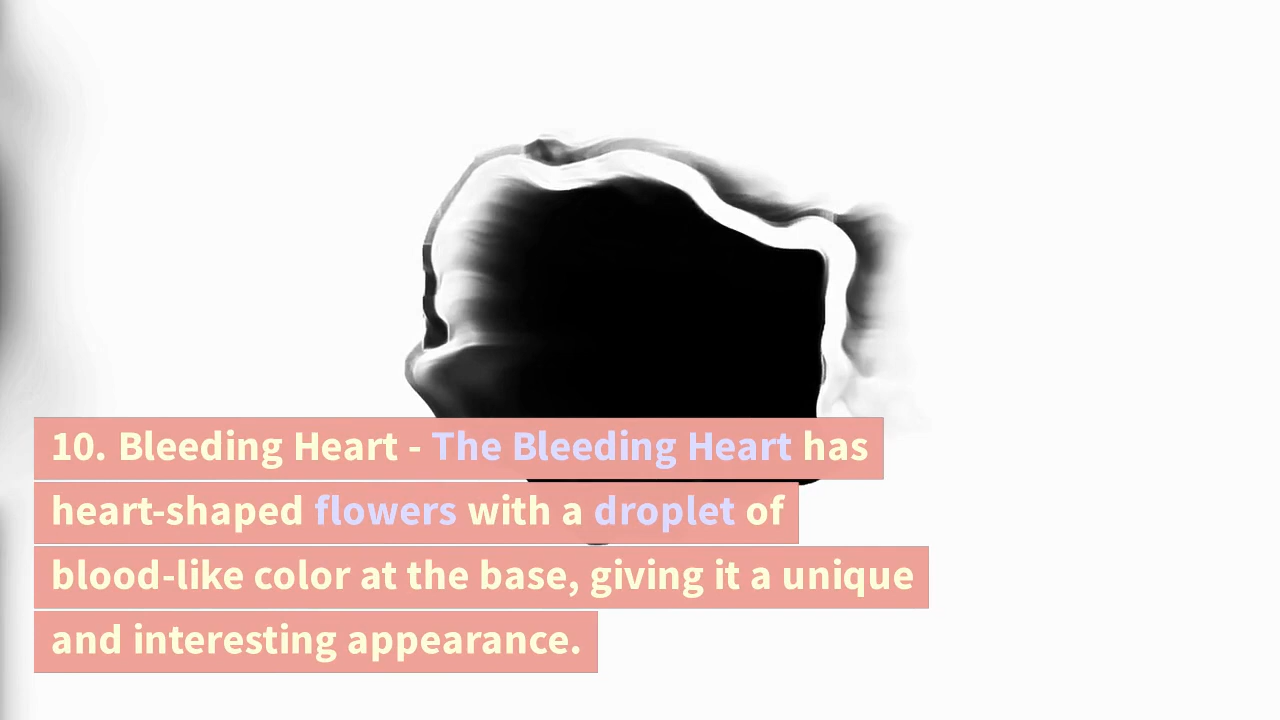 10. Bleeding Heart - The Bleeding Heart has
heart-shaped flowers with a droplet of
blood-like color at the base, giving it a unique
and interesting appearance.